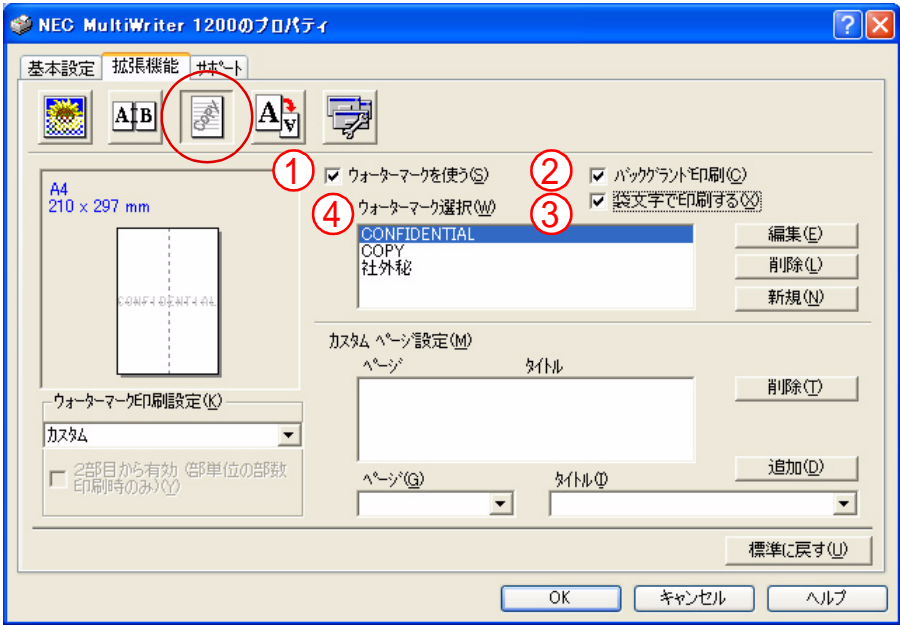 NEC MultiWriter 1200のプロパティ
基本設定 拡張機能 サポート
A B COPY A A
① ウォーターマークを使う(S) ② バックグランド印刷(C)
③ 袋文字で印刷する(X)
④ ウォーターマーク選択(W)
CONFIDENTIAL
COPY
社外秘
編集(E)
削除(L)
新規(N)
A4
210 x 297 mm
CONFIDENTIAL
ウォーターマーク印刷設定(K)
カスタム
2部目から有効 (部単位の部数
印刷時のみ)(Y)
カスタム ページ設定(M)
ページ タイトル
削除(T)
追加(D)
ページ(G) タイトル(I)
標準に戻す(U)
OK キャンセル ヘルプ